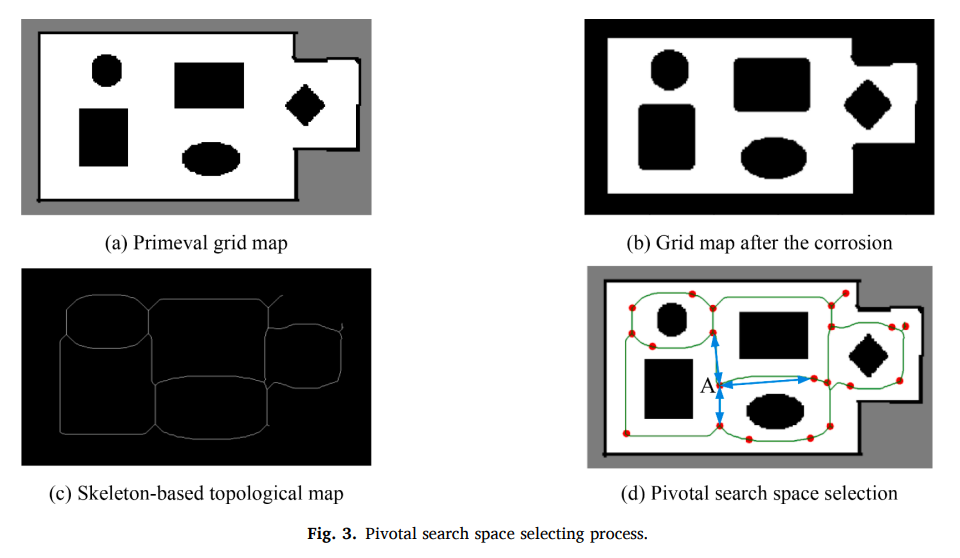 (a) Primeval grid map
(b) Grid map after the corrosion
A
(c) Skeleton-based topological map
(d) Pivotal search space selection
Fig. 3. Pivotal search space selecting process.